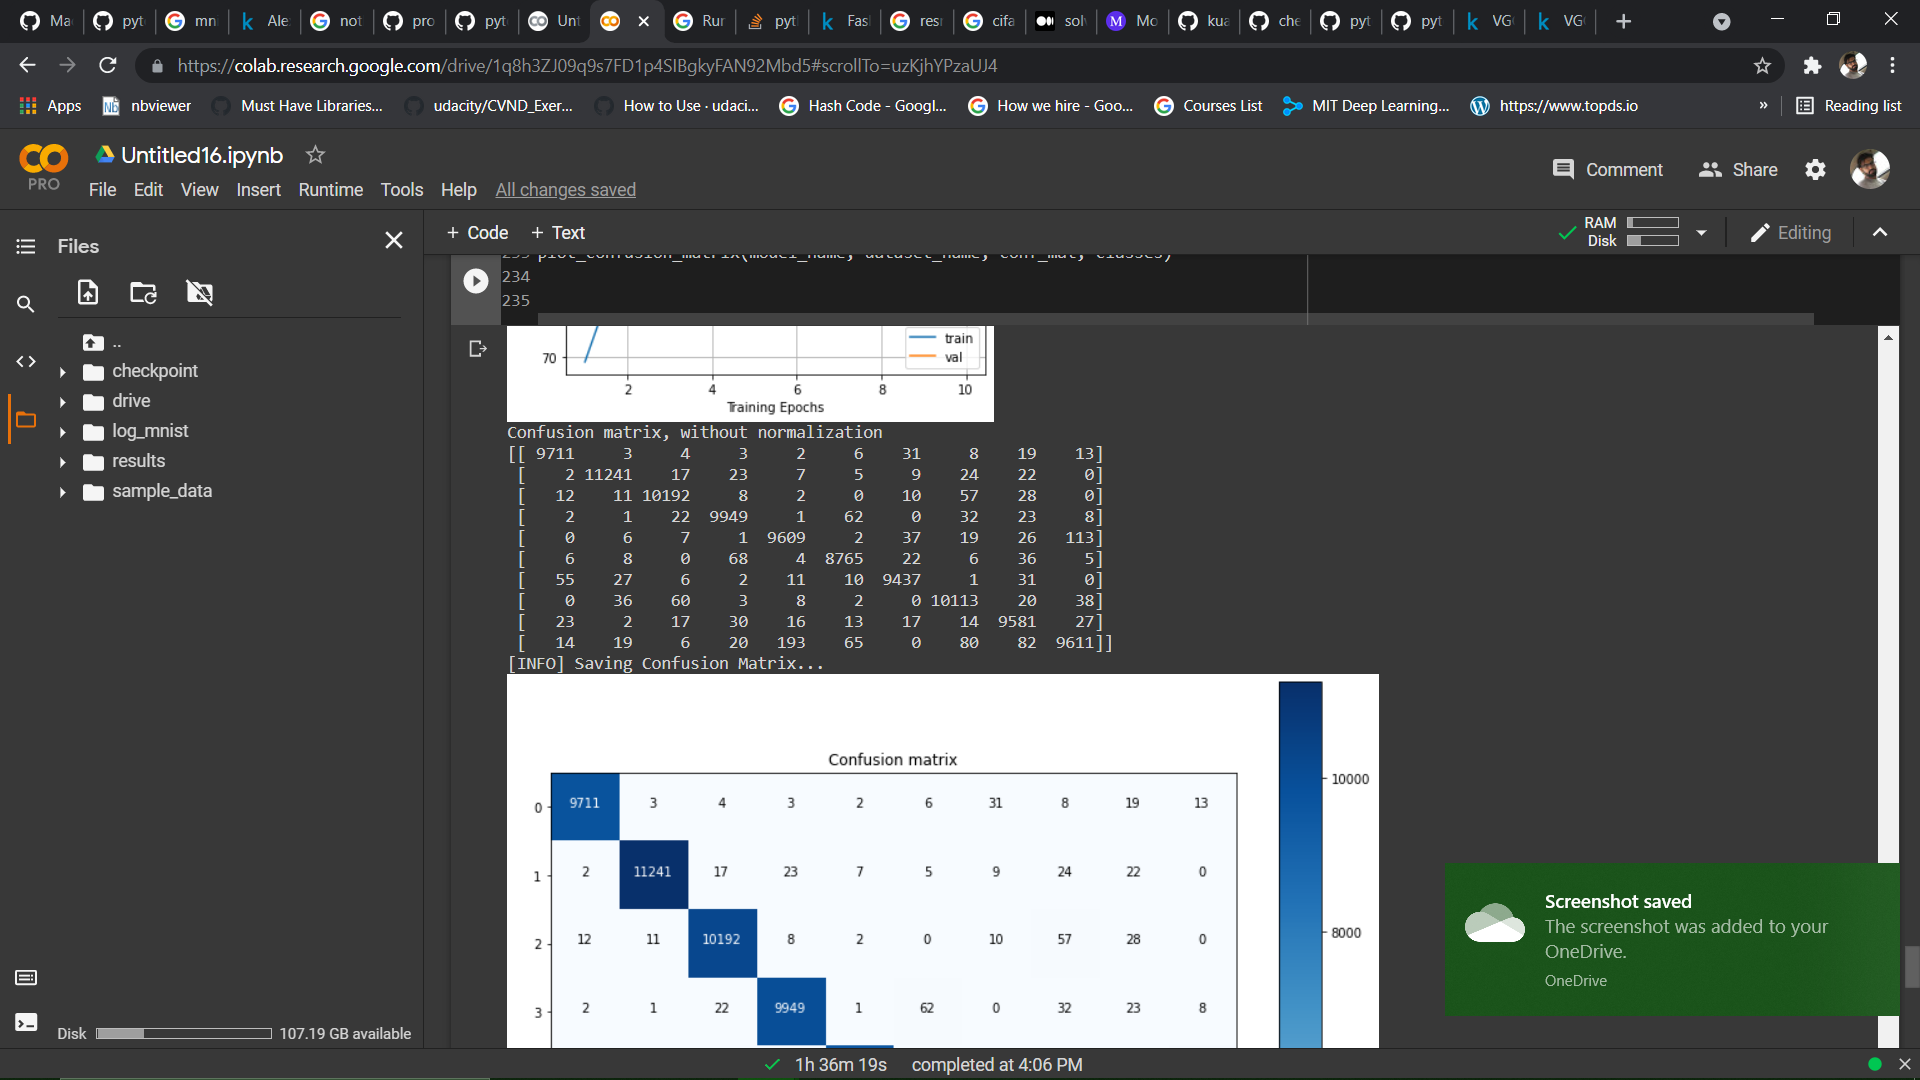 Ma
pyt
mn
Ale
not
pro
pyt
Unt
Rur
pyt
Fas
resr
cifa
solv
Mo
kua
che
pyt
pyt
VG
VG
https://colab.research.google.com/drive/1q8h3ZJ09q9s7FD1p4SIBgkyFAN92Mbd5#scrollTo=uzKjhYPzaUJ4
Apps
nbviewer
Must Have Libraries...
udacity/CVND_Exer...
How to Use · udaci...
Hash Code - Googl...
How we hire - Goo...
Courses List
MIT Deep Learning...
https://www.topds.io
»
Reading list
PRO
Untitled16.ipynb
File Edit View Insert Runtime Tools Help All changes saved
Comment
Share
Files
+ Code + Text
RAM
Disk
Editing
..
checkpoint
drive
log_mnist
results
sample_data
Disk 107.19 GB available
233 plot_confusion_matrix(model_name, dataset_name, conf_mat, classes)
234
235
train
val
70
2 4 6 8 10
Training Epochs
Confusion matrix, without normalization
[[ 9711 3 4 3 2 6 31 8 19 13]
[ 2 11241 17 23 7 5 9 24 22 0]
[ 12 11 10192 8 2 0 10 57 28 0]
[ 2 1 22 9949 1 62 0 32 23 8]
[ 0 6 7 1 9609 2 37 19 26 113]
[ 6 8 0 68 4 8765 22 6 36 5]
[ 55 27 6 2 11 10 9437 1 31 0]
[ 0 36 60 3 8 2 0 10113 20 38]
[ 23 2 17 30 16 13 17 14 9581 27]
[ 14 19 6 20 193 65 0 80 82 9611]]
[INFO] Saving Confusion Matrix...
Confusion matrix
0 9711 3 4 3 2 6 31 8 19 13
1 2 11241 17 23 7 5 9 24 22 0
2 12 11 10192 8 2 0 10 57 28 0
3 2 1 22 9949 1 62 0 32 23 8
10000
8000
Screenshot saved
The screenshot was added to your
OneDrive.
OneDrive
1h 36m 19s completed at 4:06 PM